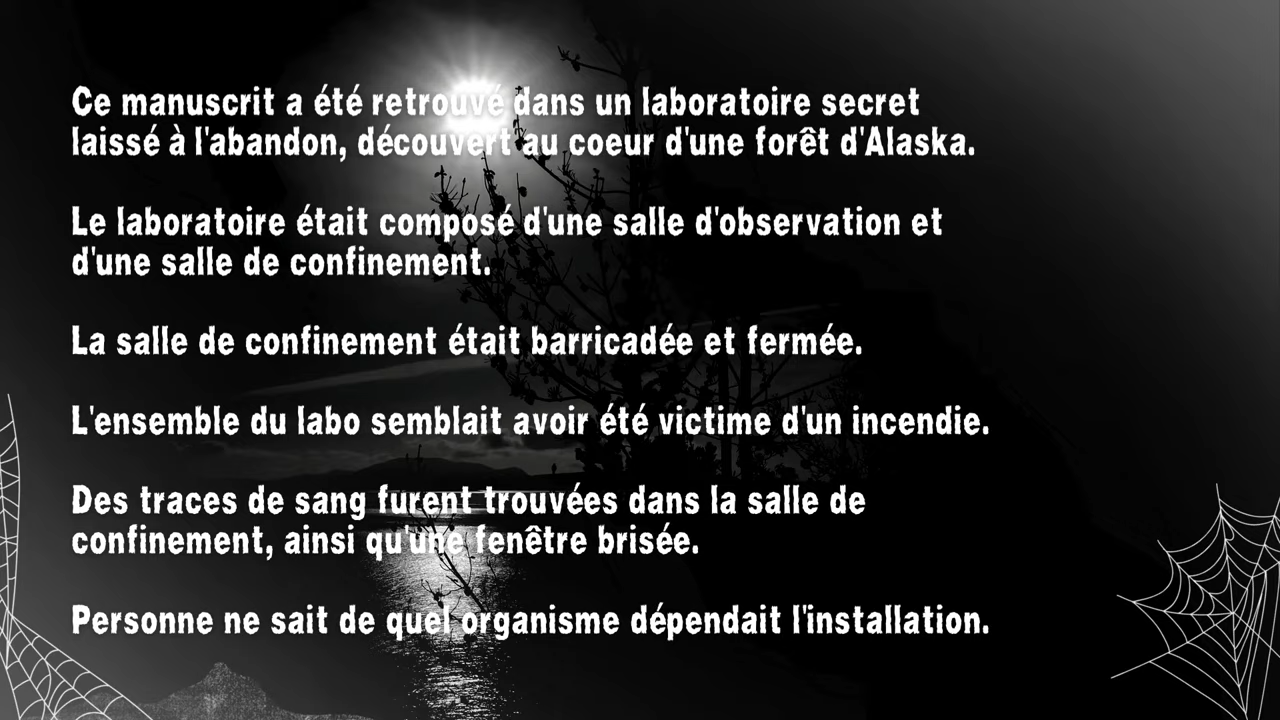 Ce manuscrit a été retrouvé dans un laboratoire secret
laissé à l'abandon, découvert au coeur d'une forêt d'Alaska.
Le laboratoire était composé d'une salle d'observation et
d'une salle de confinement.
La salle de confinement était barricadée et fermée.
L'ensemble du labo semblait avoir été victime d'un incendie.
Des traces de sang furent trouvées dans la salle de
confinement, ainsi qu'une fenêtre brisée.
Personne ne sait de quel organisme dépendait l'installation.